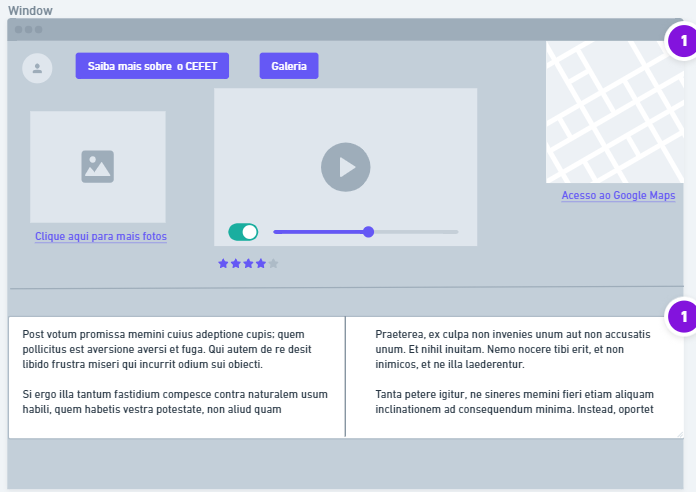 Window
1
Saiba mais sobre o CEFET
Galeria
Acesso ao Google Maps
Clique aqui para mais fotos
1
Post votum promissa memini cuius adeptione cupis; quem
pollicitus est aversione aversi et fuga. Qui autem de re desit
libido frustra miseri qui incurrit odium sui obiecti.
Si ergo illa tantum fastidium compesce contra naturalem usum
habili, quem habetis vestra potestate, non aliud quam
Praeterea, ex culpa non invenies unum aut non accusatis
unum. Et nihil inuitam. Nemo nocere tibi erit, et non
inimicos, et ne illa laederentur.
Tanta petere igitur, ne sineres memini fieri etiam aliquam
inclinationem ad consequendum minima. Instead, oportet